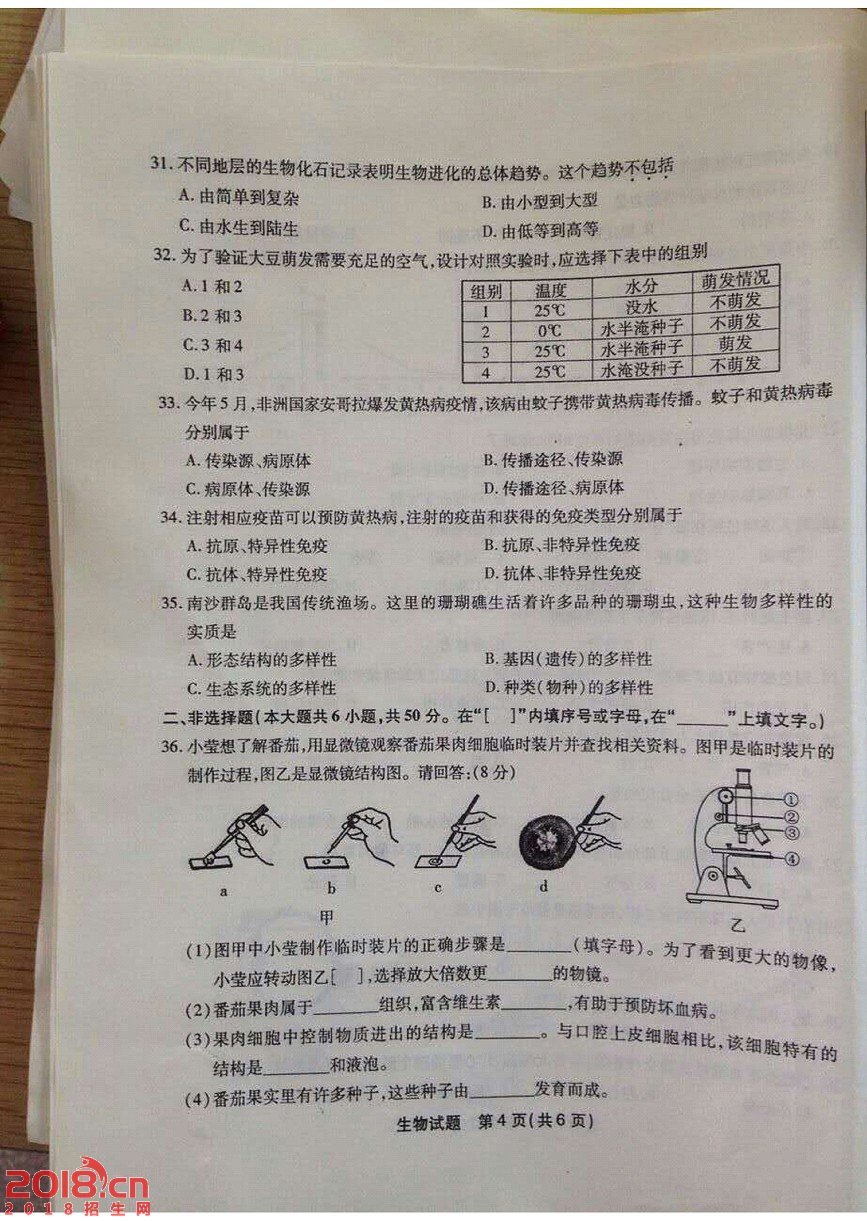 31.不同地层的生物化石记录表明生物进化的总体趋势。这个趋势不包括
A.由简单到复杂 B.由小型到大型
C.由水生到陆生 D.由低等到高等
32.为了验证大豆萌发需要充足的空气,设计对照实验时,应选择下表中的组别
A.1和2
B.2和3
C.3和4
D.1和3
组别 温度 水分 萌发情况
1 25℃ 没水 不萌发
2 0℃ 水半淹种子 不萌发
3 25℃ 水半淹种子 萌发
4 25℃ 水淹没种子 不萌发
33.今年5月,非洲国家安哥拉爆发黄热病疫情,该病由蚊子携带黄热病毒传播。蚊子和黄热病毒
分别属于
A.传染源、病原体 B.传播途径、传染源
C.病原体、传染源 D.传播途径、病原体
34.注射相应疫苗可以预防黄热病,注射的疫苗和获得的免疫类型分别属于
A.抗原、特异性免疫 B.抗原、非特异性免疫
C.抗体、特异性免疫 D.抗体、非特异性免疫
35.南沙群岛是我国传统渔场。这里的珊瑚礁生活着许多品种的珊瑚虫,这种生物多样性的
实质是
A.形态结构的多样性 B.基因(遗传)的多样性
C.生态系统的多样性 D.种类(物种)的多样性
二、非选择题(本大题共6小题,共50分。在“[ ]”内填序号或字母,在“______”上填文字。)
36.小莹想了解番茄,用显微镜观察番茄果肉细胞临时装片并查找相关资料。图甲是临时装片的
制作过程,图乙是显微镜结构图。请回答:(8分)
①
②
③
④
a b c d
甲 乙
(1)图甲中小莹制作临时装片的正确步骤是______(填字母)。为了看到更大的物像,
小莹应转动图乙[ ],选择放大倍数更______的物镜。
(2)番茄果肉属于______组织,富含维生素______,有助于预防坏血病。
(3)果肉细胞中控制物质进出的结构是______。与口腔上皮细胞相比,该细胞特有的
结构是______和液泡。
(4)番茄果实里有许多种子,这些种子由______发育而成。
生物试题 第4页(共6页)
2018.cn
2018招生网